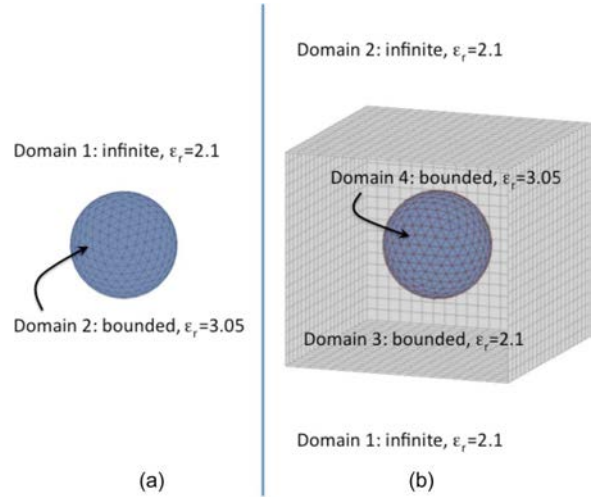 Domain 1: infinite, εr=2.1
Domain 2: bounded, εr=3.05
(a)
Domain 2: infinite, εr=2.1
Domain 4: bounded, εr=3.05
Domain 3: bounded, εr=2.1
Domain 1: infinite, εr=2.1
(b)